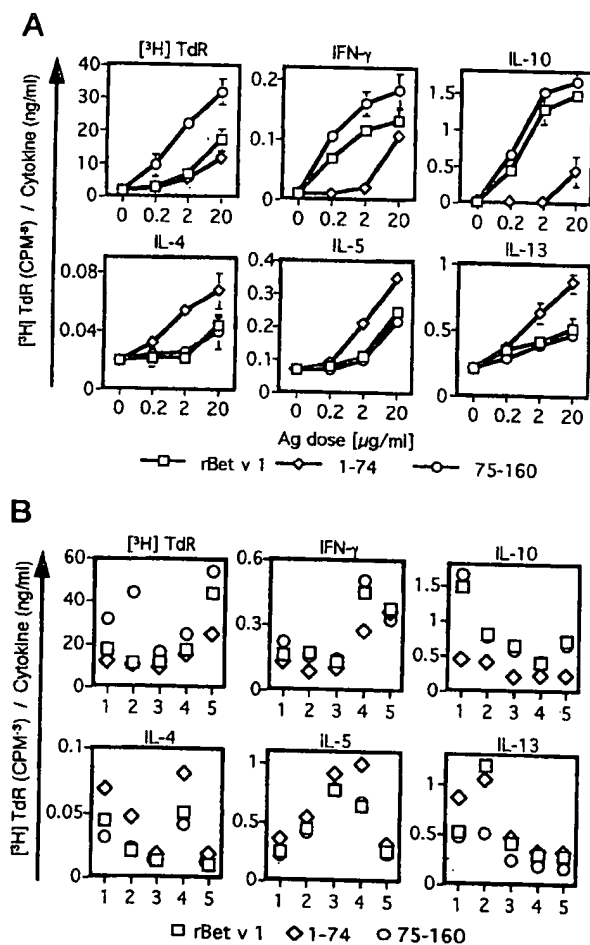 A
[³H] TdR
IFN-γ
IL-10
40
30
20
10
0
0 0.2 2 20
0.2
0.1
0
0 0.2 2 20
1.5
1
0.5
0
0 0.2 2 20
[³H] TdR (CPM⁻³) / Cytokine (ng/ml)
IL-4
IL-5
IL-13
0.08
0.04
0
0 0.2 2 20
0.4
0.3
0.2
0.1
0
0 0.2 2 20
1
0.5
0
0 0.2 2 20
Ag dose [μg/ml]
rBet v 1
1-74
75-160
B
[³H] TdR
IFN-γ
IL-10
60
40
20
0
1 2 3 4 5
0.6
0.3
0
1 2 3 4 5
1.5
1
0.5
0
1 2 3 4 5
[³H] TdR (CPM⁻³) / Cytokine (ng/ml)
IL-4
IL-5
IL-13
0.1
0.05
0
1 2 3 4 5
1
0.5
0
1 2 3 4 5
1
0.5
0
1 2 3 4 5
rBet v 1
1-74
75-160